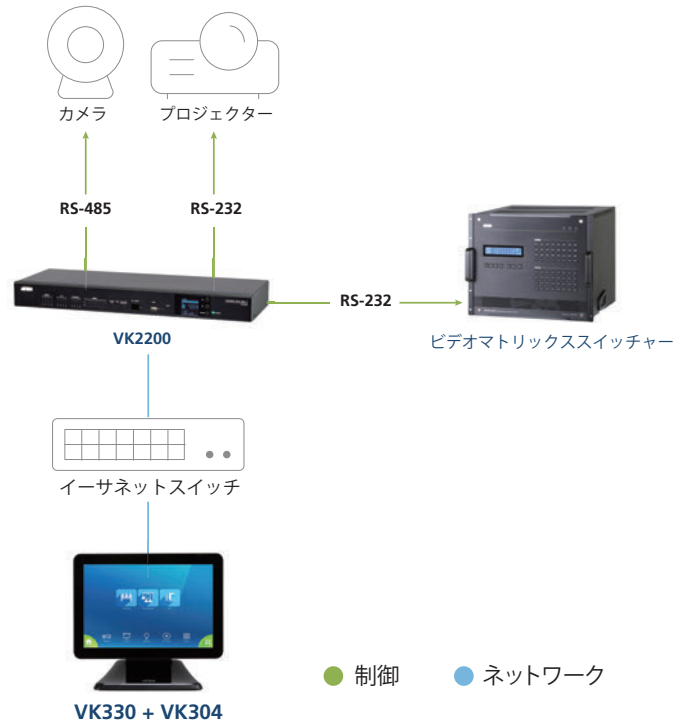 カメラ
プロジェクター
RS-485
RS-232
RS-232
VK2200
ビデオマトリックススイッチャー
イーサネットスイッチ
VK330 + VK304
制御
ネットワーク